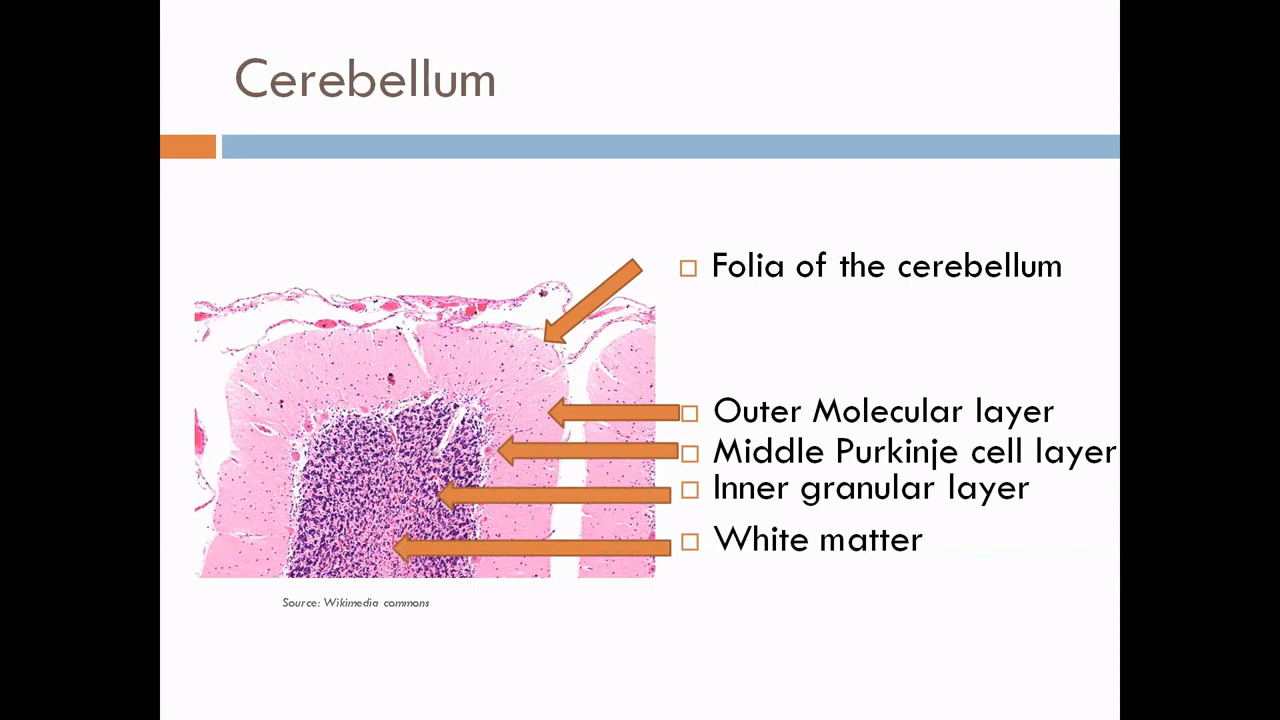 Cerebellum
Folia of the cerebellum
Outer Molecular layer
Middle Purkinje cell layer
Inner granular layer
White matter
Source: Wikimedia commons